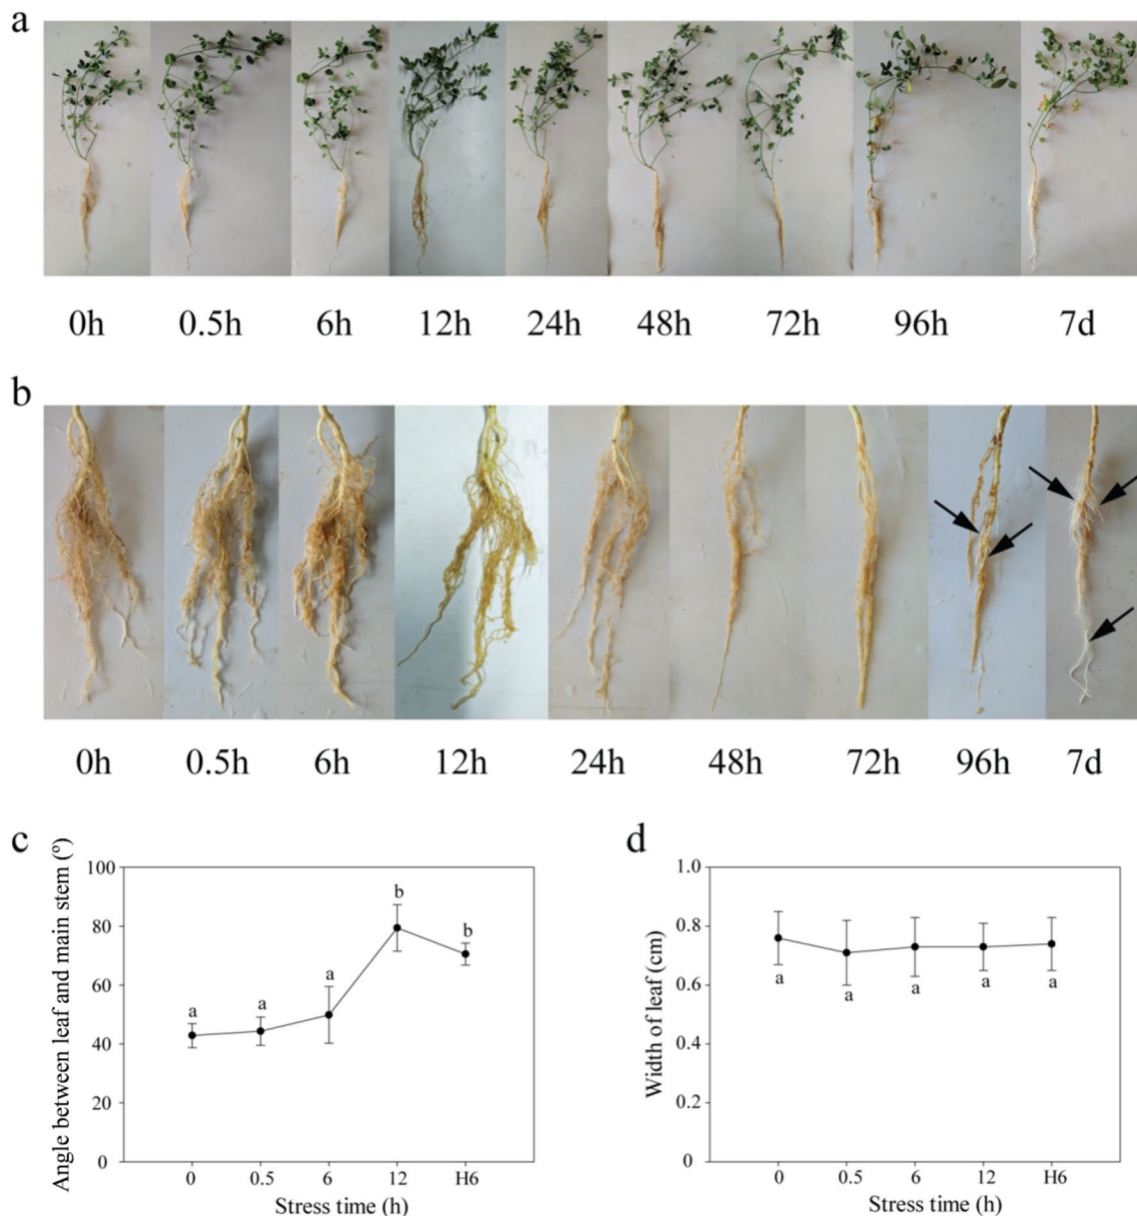 a
0h 0.5h 6h 12h 24h 48h 72h 96h 7d
b
0h 0.5h 6h 12h 24h 48h 72h 96h 7d
c
Angle between leaf and main stem (º)
100
80
60
40
20
0
a a a b b
0 0.5 6 12 H6
Stress time (h)
d
Width of leaf (cm)
1.0
0.8
0.6
0.4
0.2
0
a a a a a
0 0.5 6 12 H6
Stress time (h)